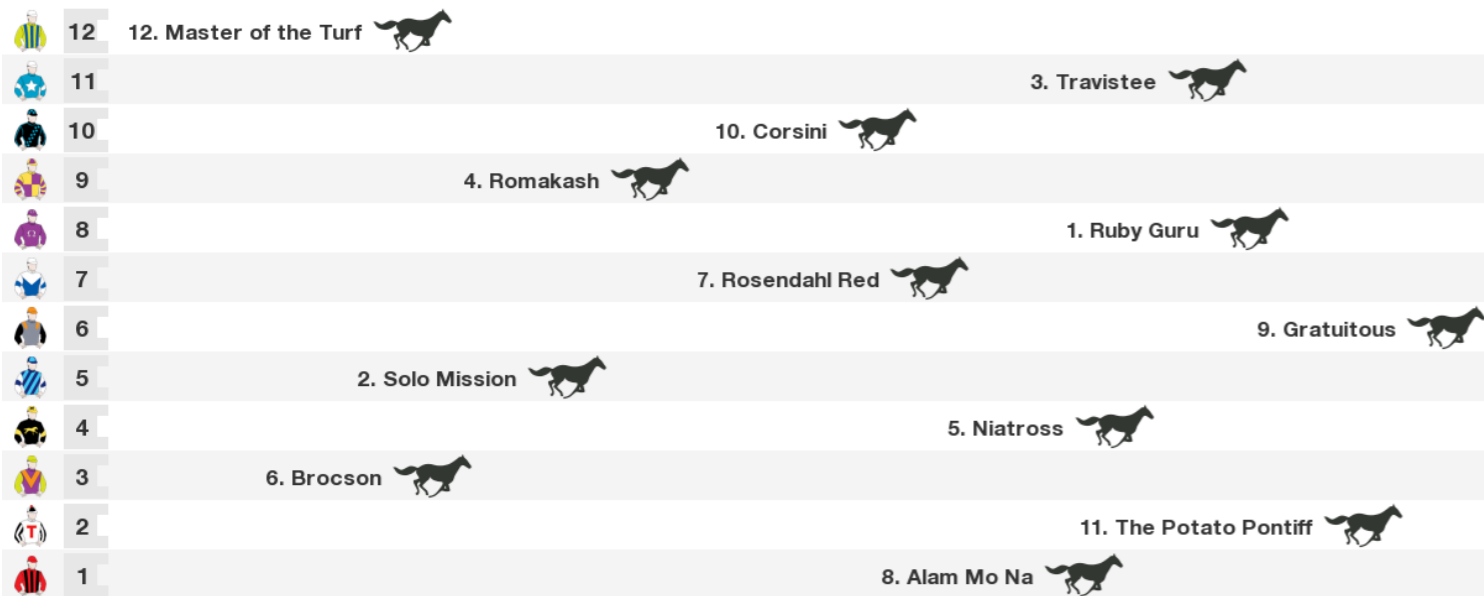 12 12. Master of the Turf
11 3. Travistee
10 10. Corsini
9 4. Romakash
8 1. Ruby Guru
7 7. Rosendahl Red
6 9. Gratuitous
5 2. Solo Mission
4 5. Niatross
3 6. Brocson
T 2 11. The Potato Pontiff
1 8. Alam Mo Na